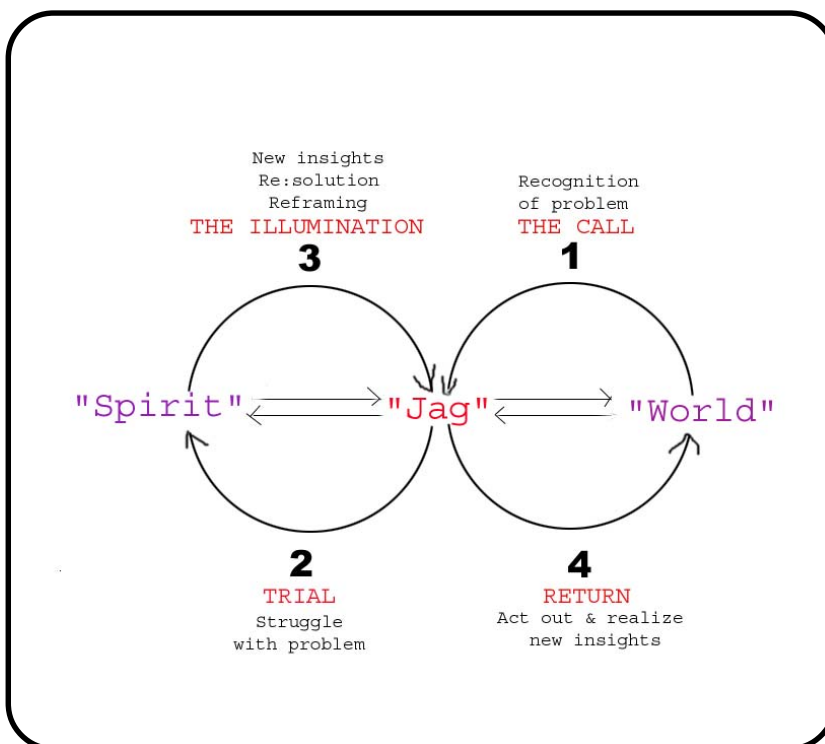 New insights
Re:solution
Reframing
THE ILLUMINATION
3
Recognition
of problem
THE CALL
1
"Spirit"
"Jag"
"World"
2
TRIAL
Struggle
with problem
4
RETURN
Act out & realize
new insights